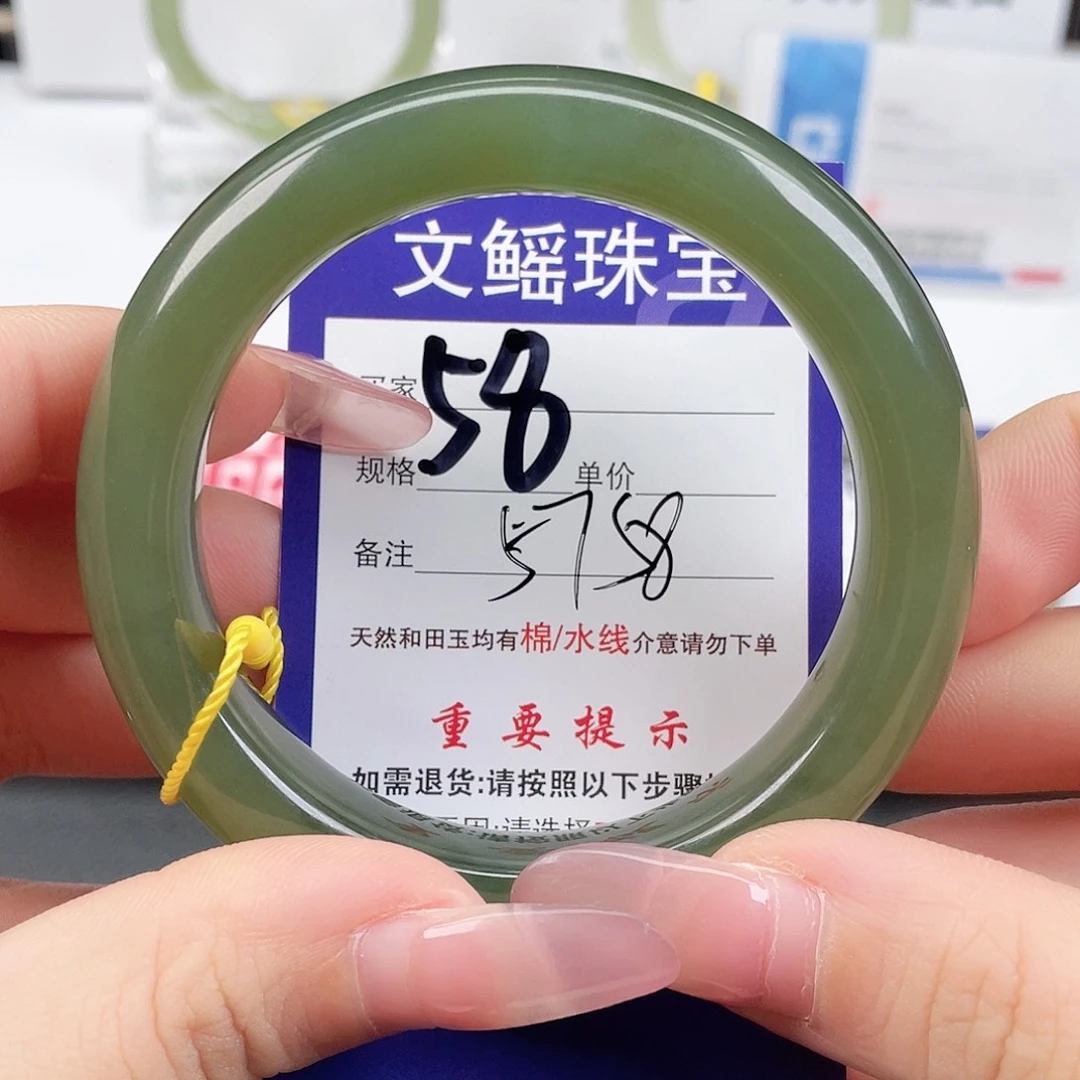 文鳐珠宝
买家 58
规格 单价
备注 5758
天然和田玉均有棉/水线介意请勿下单
重要提示
如需退货:请按照以下步骤